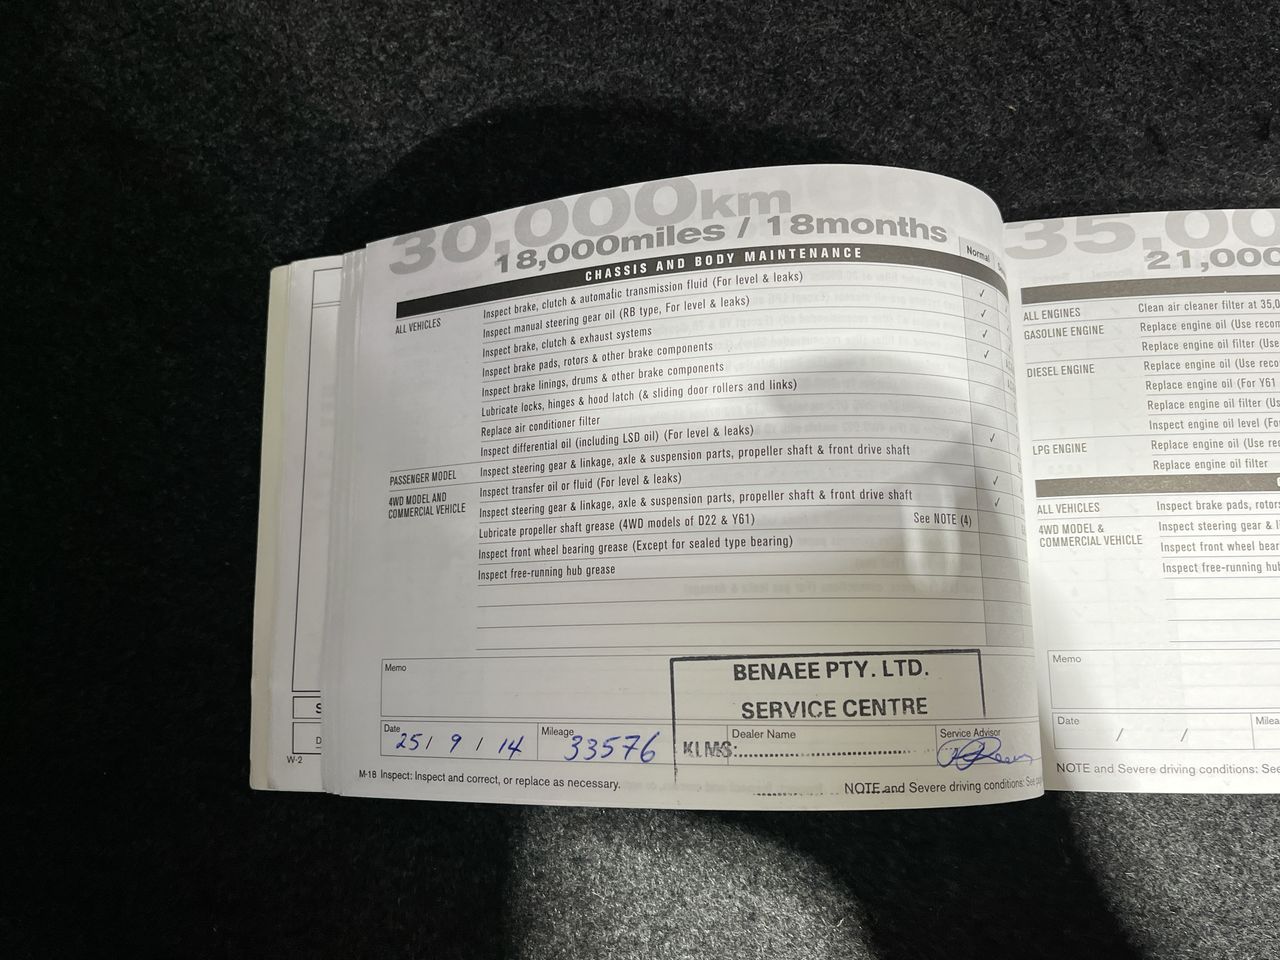 30,000km
18,000miles / 18months
CHASSIS AND BODY MAINTENANCE
Normal
ALL VEHICLES
Inspect brake, clutch & automatic transmission fluid (For level & leaks)
Inspect manual steering gear oil (RB type, For level & leaks)
Inspect brake, clutch & exhaust systems
Inspect brake pads, rotors & other brake components
Inspect brake linings, drums & other brake components
Lubricate locks, hinges & hood latch (& sliding door rollers and links)
Replace air conditioner filter
Inspect differential oil (including LSD oil) (For level & leaks)
PASSENGER MODEL
Inspect steering gear & linkage, axle & suspension parts, propeller shaft & front drive shaft
4WD MODEL AND
COMMERCIAL VEHICLE
Inspect transfer oil or fluid (For level & leaks)
Inspect steering gear & linkage, axle & suspension parts, propeller shaft & front drive shaft
Lubricate propeller shaft grease (4WD models of D22 & Y61) See NOTE (4)
Inspect front wheel bearing grease (Except for sealed type bearing)
Inspect free-running hub grease
Memo
BENAEE PTY. LTD.
SERVICE CENTRE
Date 25 / 9 / 14
Mileage 33576
Dealer Name
KLMS:
Service Advisor
M-18 Inspect: Inspect and correct, or replace as necessary.
NOTE and Severe driving conditions: See
W-2
35,00
21,000
ALL ENGINES Clean air cleaner filter at 35,0
GASOLINE ENGINE Replace engine oil (Use reco
Replace engine oil filter (Use
DIESEL ENGINE Replace engine oil (Use reco
Replace engine oil (For Y61
Replace engine oil filter (Us
Inspect engine oil level (Fo
LPG ENGINE Replace engine oil (Use rec
Replace engine oil filter
ALL VEHICLES Inspect brake pads, rotors
4WD MODEL &
COMMERCIAL VEHICLE
Inspect steering gear & l
Inspect front wheel bear
Inspect free-running hub
Memo
Date / /
Milea
NOTE and Severe driving conditions: See